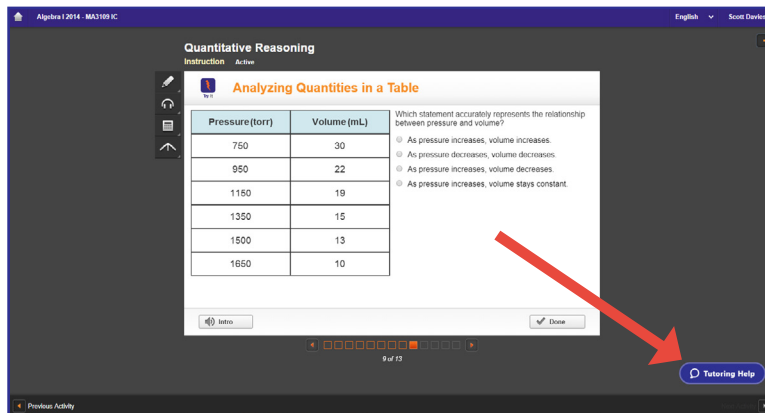 Algebra I 2014 - MA3109 IC
English
Scott Davies
Quantitative Reasoning
Instruction Active
Try It
Analyzing Quantities in a Table
Pressure (torr) Volume (mL)
750 30
950 22
1150 19
1350 15
1500 13
1650 10
Which statement accurately represents the relationship
between pressure and volume?
As pressure increases, volume increases.
As pressure decreases, volume decreases.
As pressure increases, volume decreases.
As pressure increases, volume stays constant.
Intro
Done
9 of 13
Tutoring Help
Previous Activity